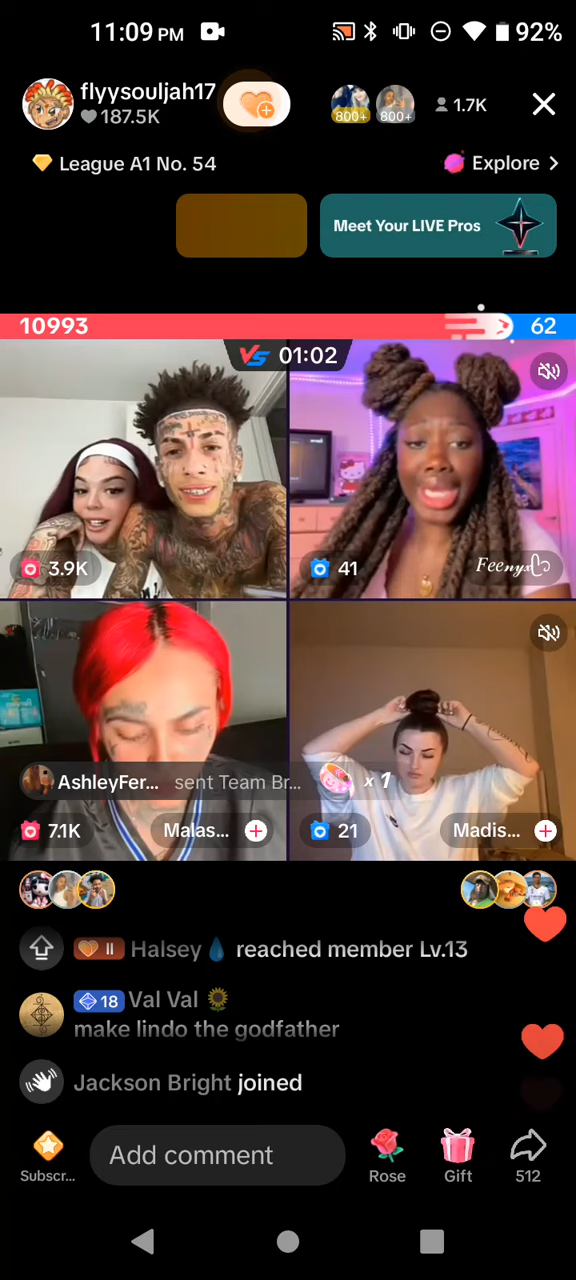 11:09 PM
92%
flyysouljah17
187.5K
800+
800+
1.7K
League A1 No. 54
Explore
Meet Your LIVE Pros
10993
62
VS 01:02
3.9K
41
Feenyx
AshleyFer... sent Team Br... x 1
7.1K
Malas...
21
Madis...
II Halsey💧 reached member Lv.13
18 Val Val 🌻
make lindo the godfather
Jackson Bright joined
Subscr...
Add comment
Rose
Gift
512